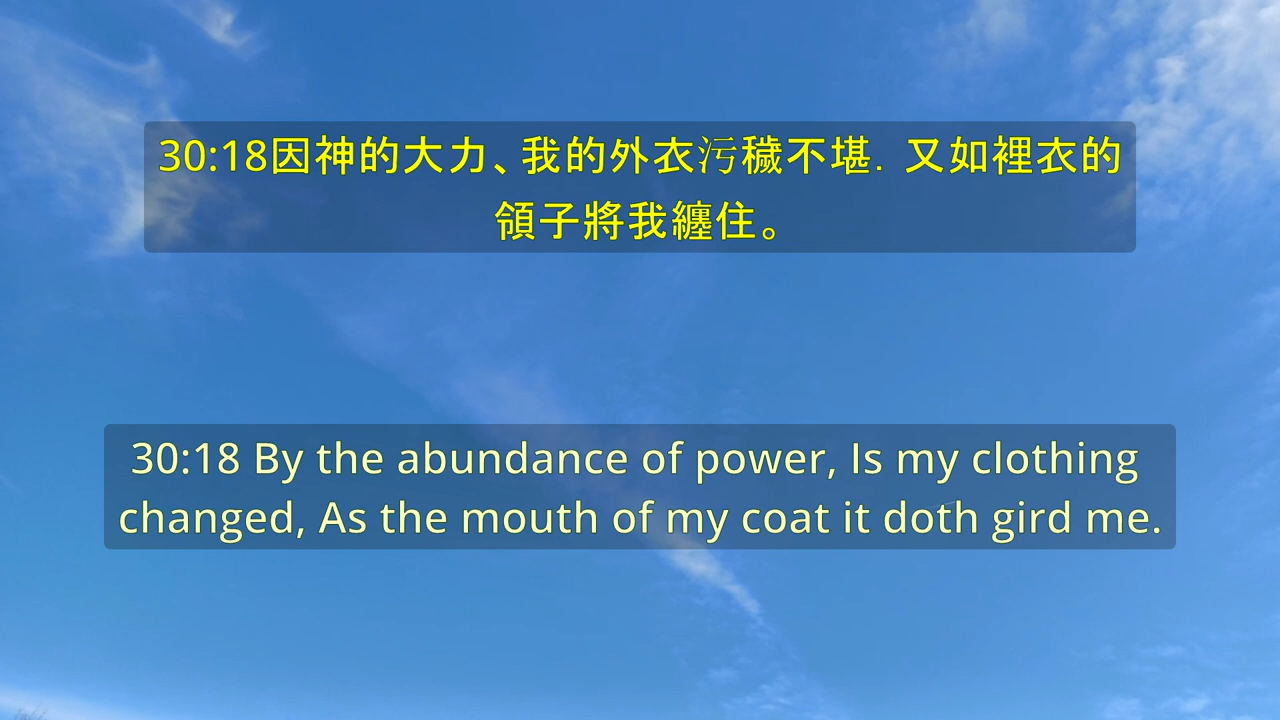 30:18因神的大力、我的外衣污穢不堪．又如裡衣的
領子將我纏住。
30:18 By the abundance of power, Is my clothing
changed, As the mouth of my coat it doth gird me.